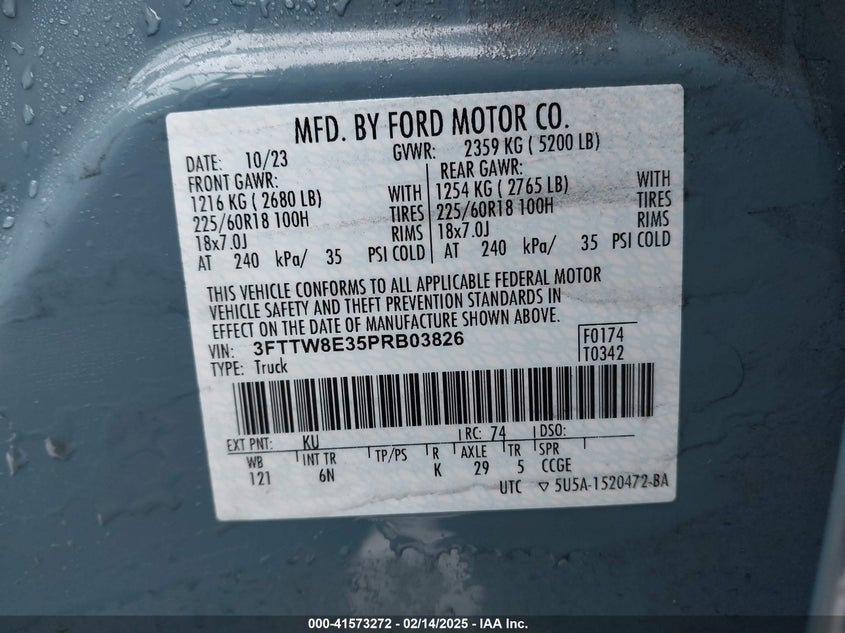 MFD. BY FORD MOTOR CO.
DATE: 10/23 GVWR: 2359 KG ( 5200 LB)
FRONT GAWR: REAR GAWR:
1216 KG ( 2680 LB) WITH 1254 KG ( 2765 LB) WITH
225/60R18 100H TIRES 225/60R18 100H TIRES
18x7.0J RIMS 18x7.0J RIMS
AT 240 kPa/ 35 PSI COLD AT 240 kPa/ 35 PSI COLD
THIS VEHICLE CONFORMS TO ALL APPLICABLE FEDERAL MOTOR
VEHICLE SAFETY AND THEFT PREVENTION STANDARDS IN
EFFECT ON THE DATE OF MANUFACTURE SHOWN ABOVE.
VIN: 3FTTW8E35PRB03826 F0174
TYPE: Truck T0342
EXT PNT: KU RC: 74 DSO:
WB INT TR TP/PS R AXLE TR SPR
121 6N K 29 5 CCGE
UTC ▽ 5U5A-1520472-BA
000-41573272 - 02/14/2025 - IAA Inc.